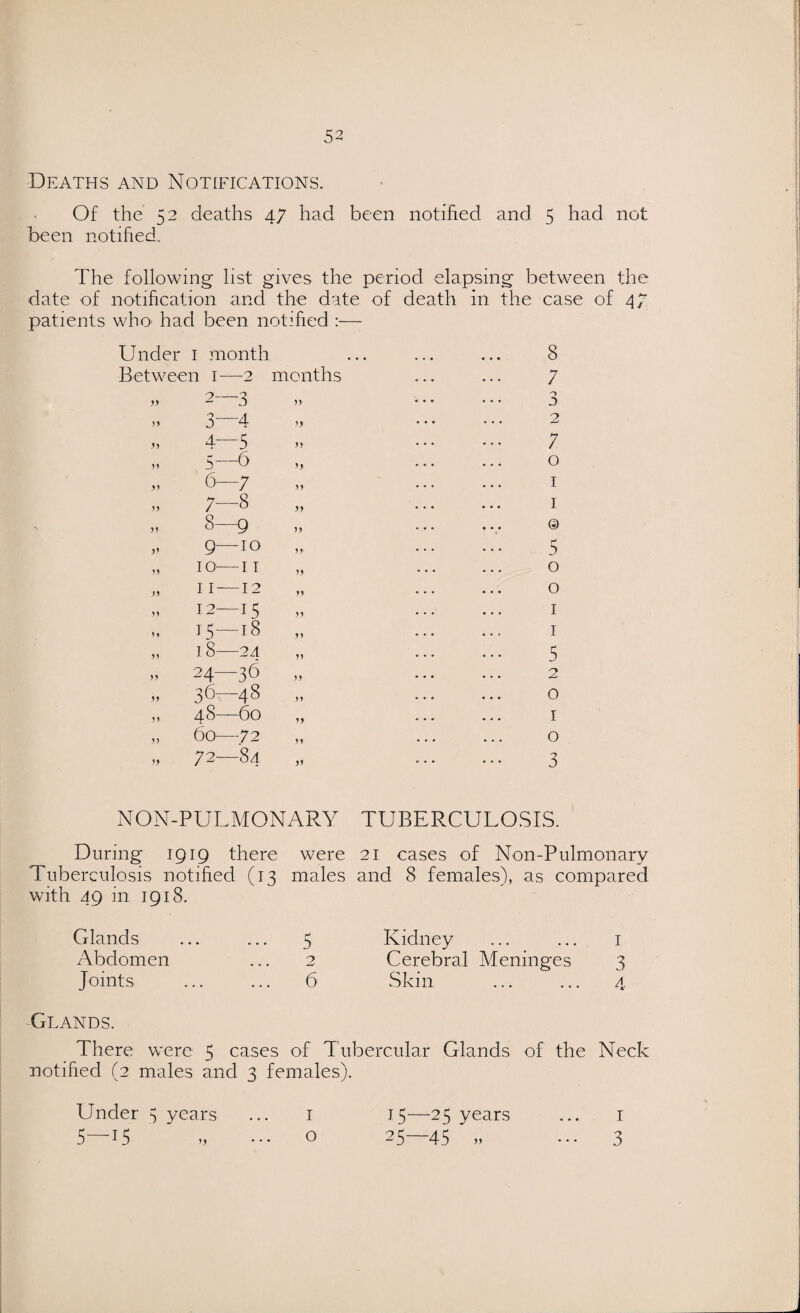 52
DEATHS AND NOTIFICATIONS.
Of the 52 deaths 47 had been notified and 5 had not
been notified.
The following list gives the period elapsing between the
date of notification and the date of death in the case of 47
patients who had been notified :—
Under 1 month ... ... ... 8
Between 1—2 months ... ... 7
„ 2—3 „ ... ... 3
„ 3—4 „ ... ... 2
„ 4—5 „ ... ... 7
„ 5—6 „ ... ... 0
„ 6—7 „ ... ... 1
„ 7—8 „ ... ... 1
„ 8—9 „ ... ... 0
„ 9—10 „ ... ... 5
„ 10—11 „ ... ... 0
„ 11—12 „ ... ... 0
„ 12—15 „ ... ... 1
„ 15—18 „ ... ... 1
„ 18—24 „ ... ... 5
„ 24—36 „ ... ... 2
„ 36—48 „ ... ... 0
„ 48—60 „ ... ... 1
„ 60—72 „ ... ... 0
„ 72—84 „ ... ... 3
NON-PULMONARY TUBERCULOSIS.
During 1919 there were 21 cases of Non-Pulmonary
Tuberculosis notified (13 males and 8 females), as compared
with 49 in 1918.
Glands ... ... 5 Kidney ... ... 1
Abdomen ... 2 Cerebral Meninges 3
Joints ... ... 6 Skin ... ... 4
GLANDS.
There were 5 cases of Tubercular Glands of the Neck
notified (2 males and 3 females).
Under 5 years ... 1 15—25 years ... 1
5—15 „ ... 0 25—45 „ ... 3